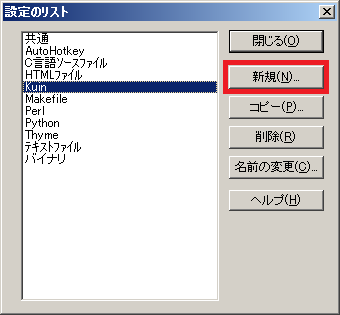 設定のリスト
共通
AutoHotkey
C言語ソースファイル
HTMLファイル
Kuin
Makefile
Perl
Python
Thyme
テキストファイル
バイナリ
閉じる(O)
新規(N)...
コピー(P)...
削除(R)
名前の変更(C)...
ヘルプ(H)